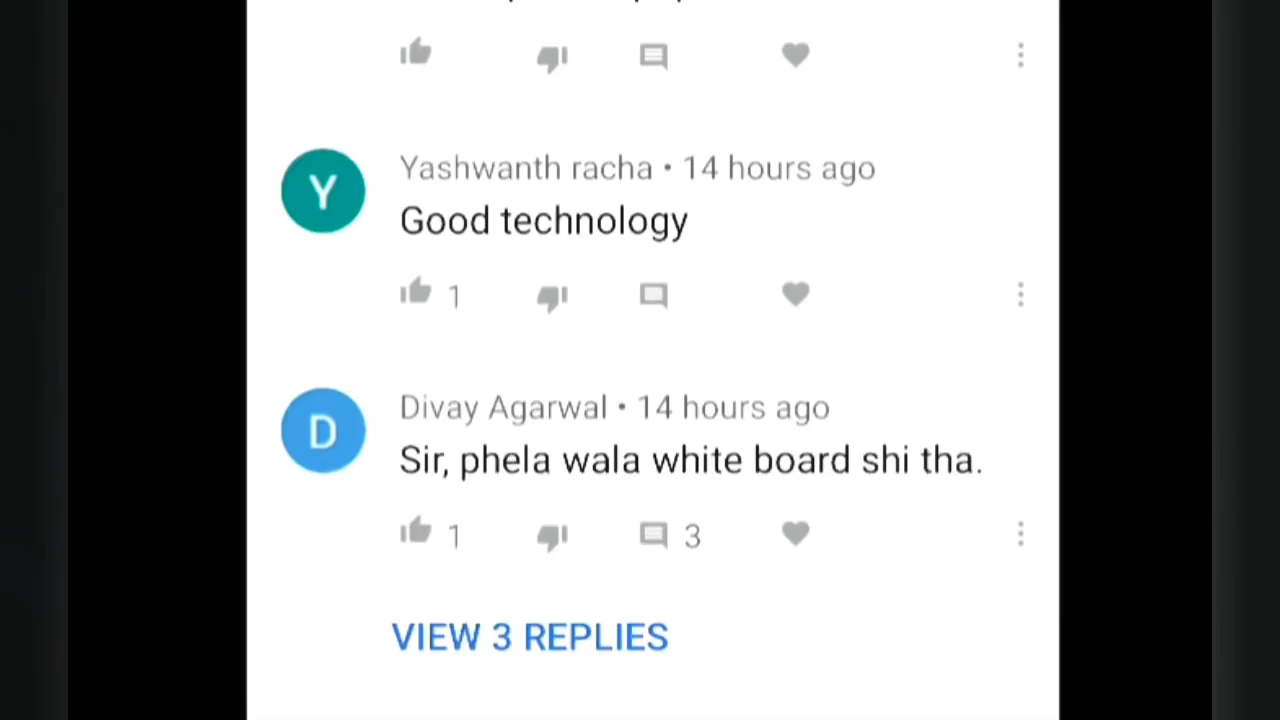 Y
Yashwanth racha • 14 hours ago
Good technology
1
D
Divay Agarwal • 14 hours ago
Sir, phela wala white board shi tha.
1 3
VIEW 3 REPLIES